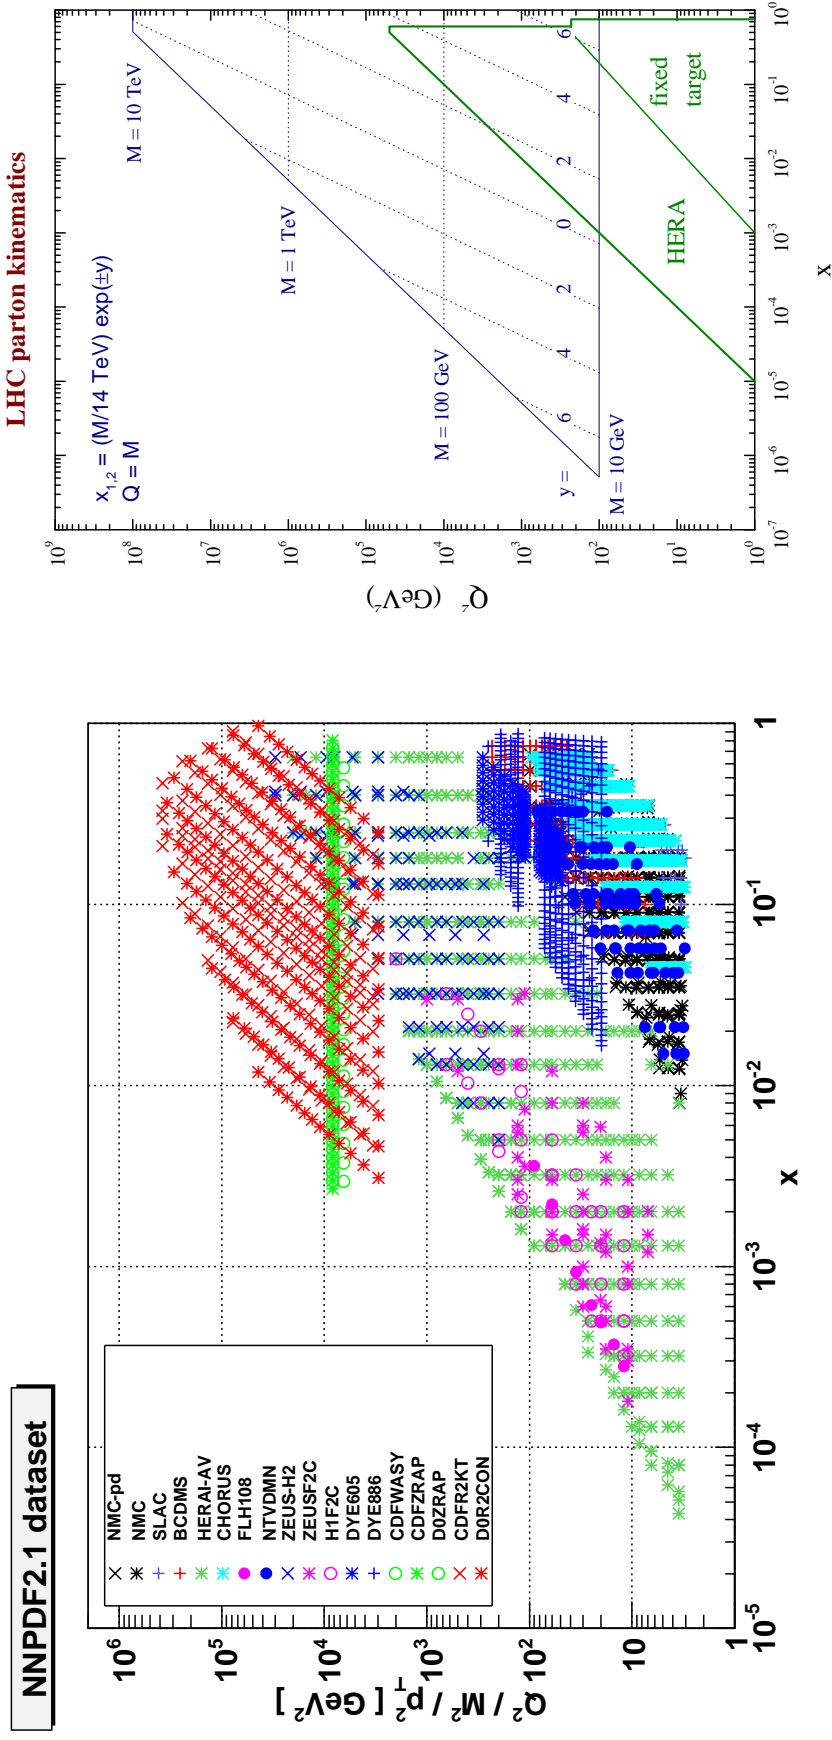 NNPDF2.1 dataset
NMC-pd
NMC
SLAC
BCDMS
HERAI-AV
CHORUS
FLH108
NTVDMN
ZEUS-H2
ZEUSF2C
H1F2C
DYE605
DYE886
CDFWASY
CDFZRAP
D0ZRAP
CDFR2KT
D0R2CON
Q² / M² / p_T² [ GeV² ]
10⁶
10⁵
10⁴
10³
10²
10
1
10⁻⁵
10⁻⁴
10⁻³
10⁻²
10⁻¹
1
x
LHC parton kinematics
x₁,₂ = (M/14 TeV) exp(±y)
Q = M
M = 10 TeV
M = 1 TeV
M = 100 GeV
M = 10 GeV
y =
6
4
2
0
2
4
6
HERA
fixed
target
Q² (GeV²)
10⁹
10⁸
10⁷
10⁶
10⁵
10⁴
10³
10²
10¹
10⁰
10⁻⁷
10⁻⁶
10⁻⁵
10⁻⁴
10⁻³
10⁻²
10⁻¹
10⁰
x